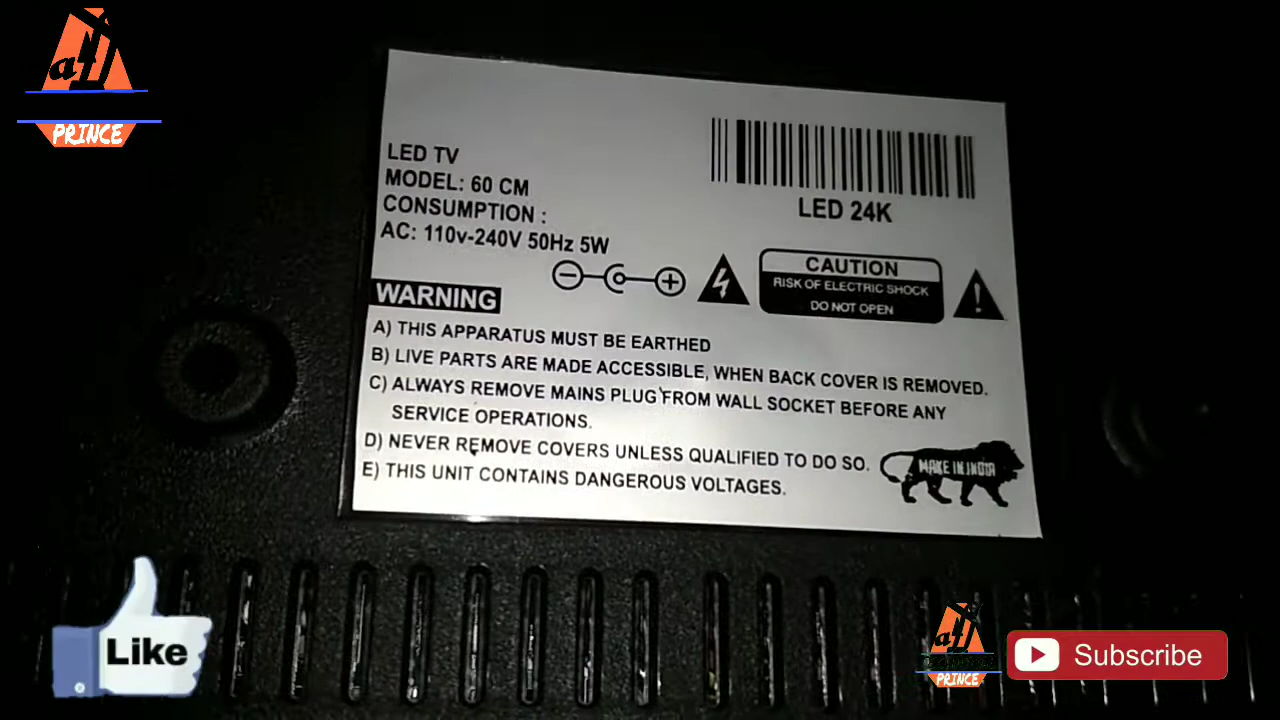 PRINCE
LED TV
MODEL: 60 CM
CONSUMPTION :
AC: 110v-240V 50Hz 5W
LED 24K
CAUTION
RISK OF ELECTRIC SHOCK
DO NOT OPEN
WARNING
A) THIS APPARATUS MUST BE EARTHED
B) LIVE PARTS ARE MADE ACCESSIBLE, WHEN BACK COVER IS REMOVED.
C) ALWAYS REMOVE MAINS PLUG FROM WALL SOCKET BEFORE ANY
SERVICE OPERATIONS.
D) NEVER REMOVE COVERS UNLESS QUALIFIED TO DO SO.
E) THIS UNIT CONTAINS DANGEROUS VOLTAGES.
MAKE IN INDIA
Like
PRINCE
Subscribe